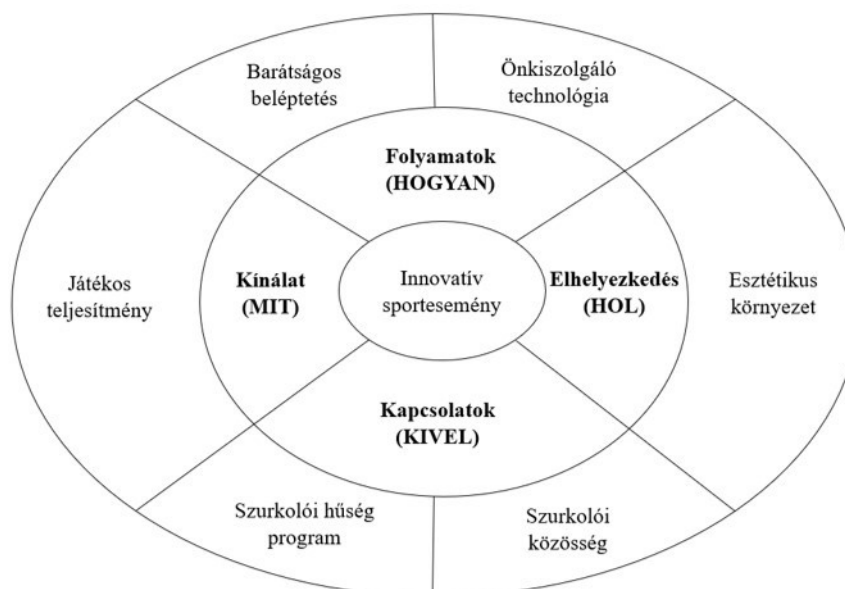 Barátságos
beléptetés
Önkiszolgáló
technológia
Folyamatok
(HOGYAN)
Játékos
teljesítmény
Kínálat
(MIT)
Innovatív
sportesemény
Elhelyezkedés
(HOL)
Esztétikus
környezet
Kapcsolatok
(KIVEL)
Szurkolói hűség
program
Szurkolói
közösség